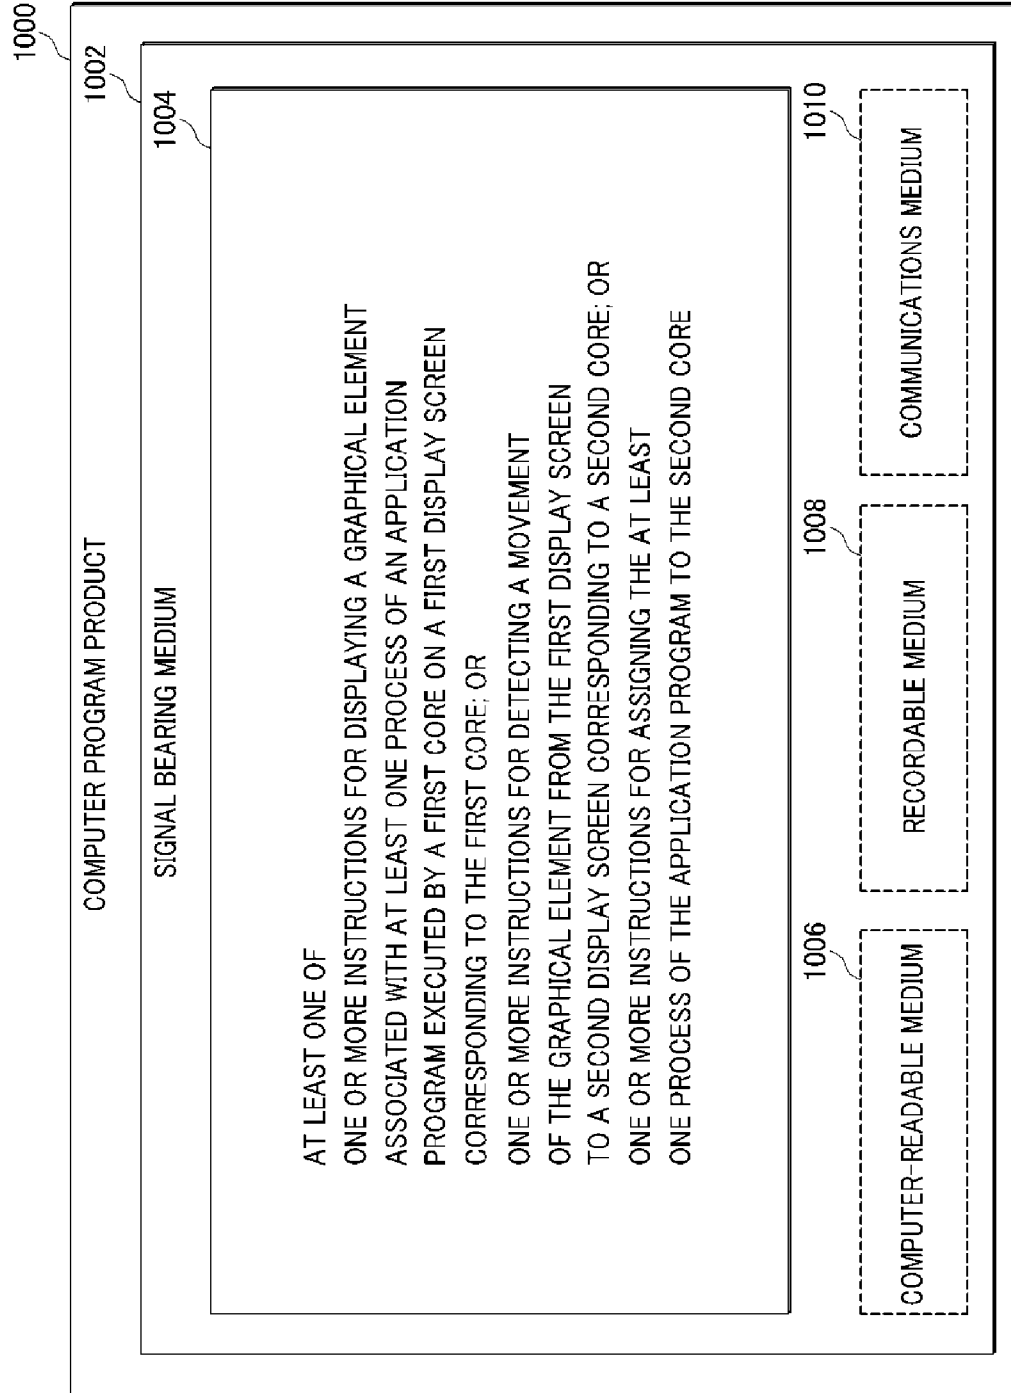 1000
COMPUTER PROGRAM PRODUCT
1002
SIGNAL BEARING MEDIUM
1004
AT LEAST ONE OF
ONE OR MORE INSTRUCTIONS FOR DISPLAYING A GRAPHICAL ELEMENT
ASSOCIATED WITH AT LEAST ONE PROCESS OF AN APPLICATION
PROGRAM EXECUTED BY A FIRST CORE ON A FIRST DISPLAY SCREEN
CORRESPONDING TO THE FIRST CORE; OR
ONE OR MORE INSTRUCTIONS FOR DETECTING A MOVEMENT
OF THE GRAPHICAL ELEMENT FROM THE FIRST DISPLAY SCREEN
TO A SECOND DISPLAY SCREEN CORRESPONDING TO A SECOND CORE; OR
ONE OR MORE INSTRUCTIONS FOR ASSIGNING THE AT LEAST
ONE PROCESS OF THE APPLICATION PROGRAM TO THE SECOND CORE
1006
COMPUTER-READABLE MEDIUM
1008
RECORDABLE MEDIUM
1010
COMMUNICATIONS MEDIUM